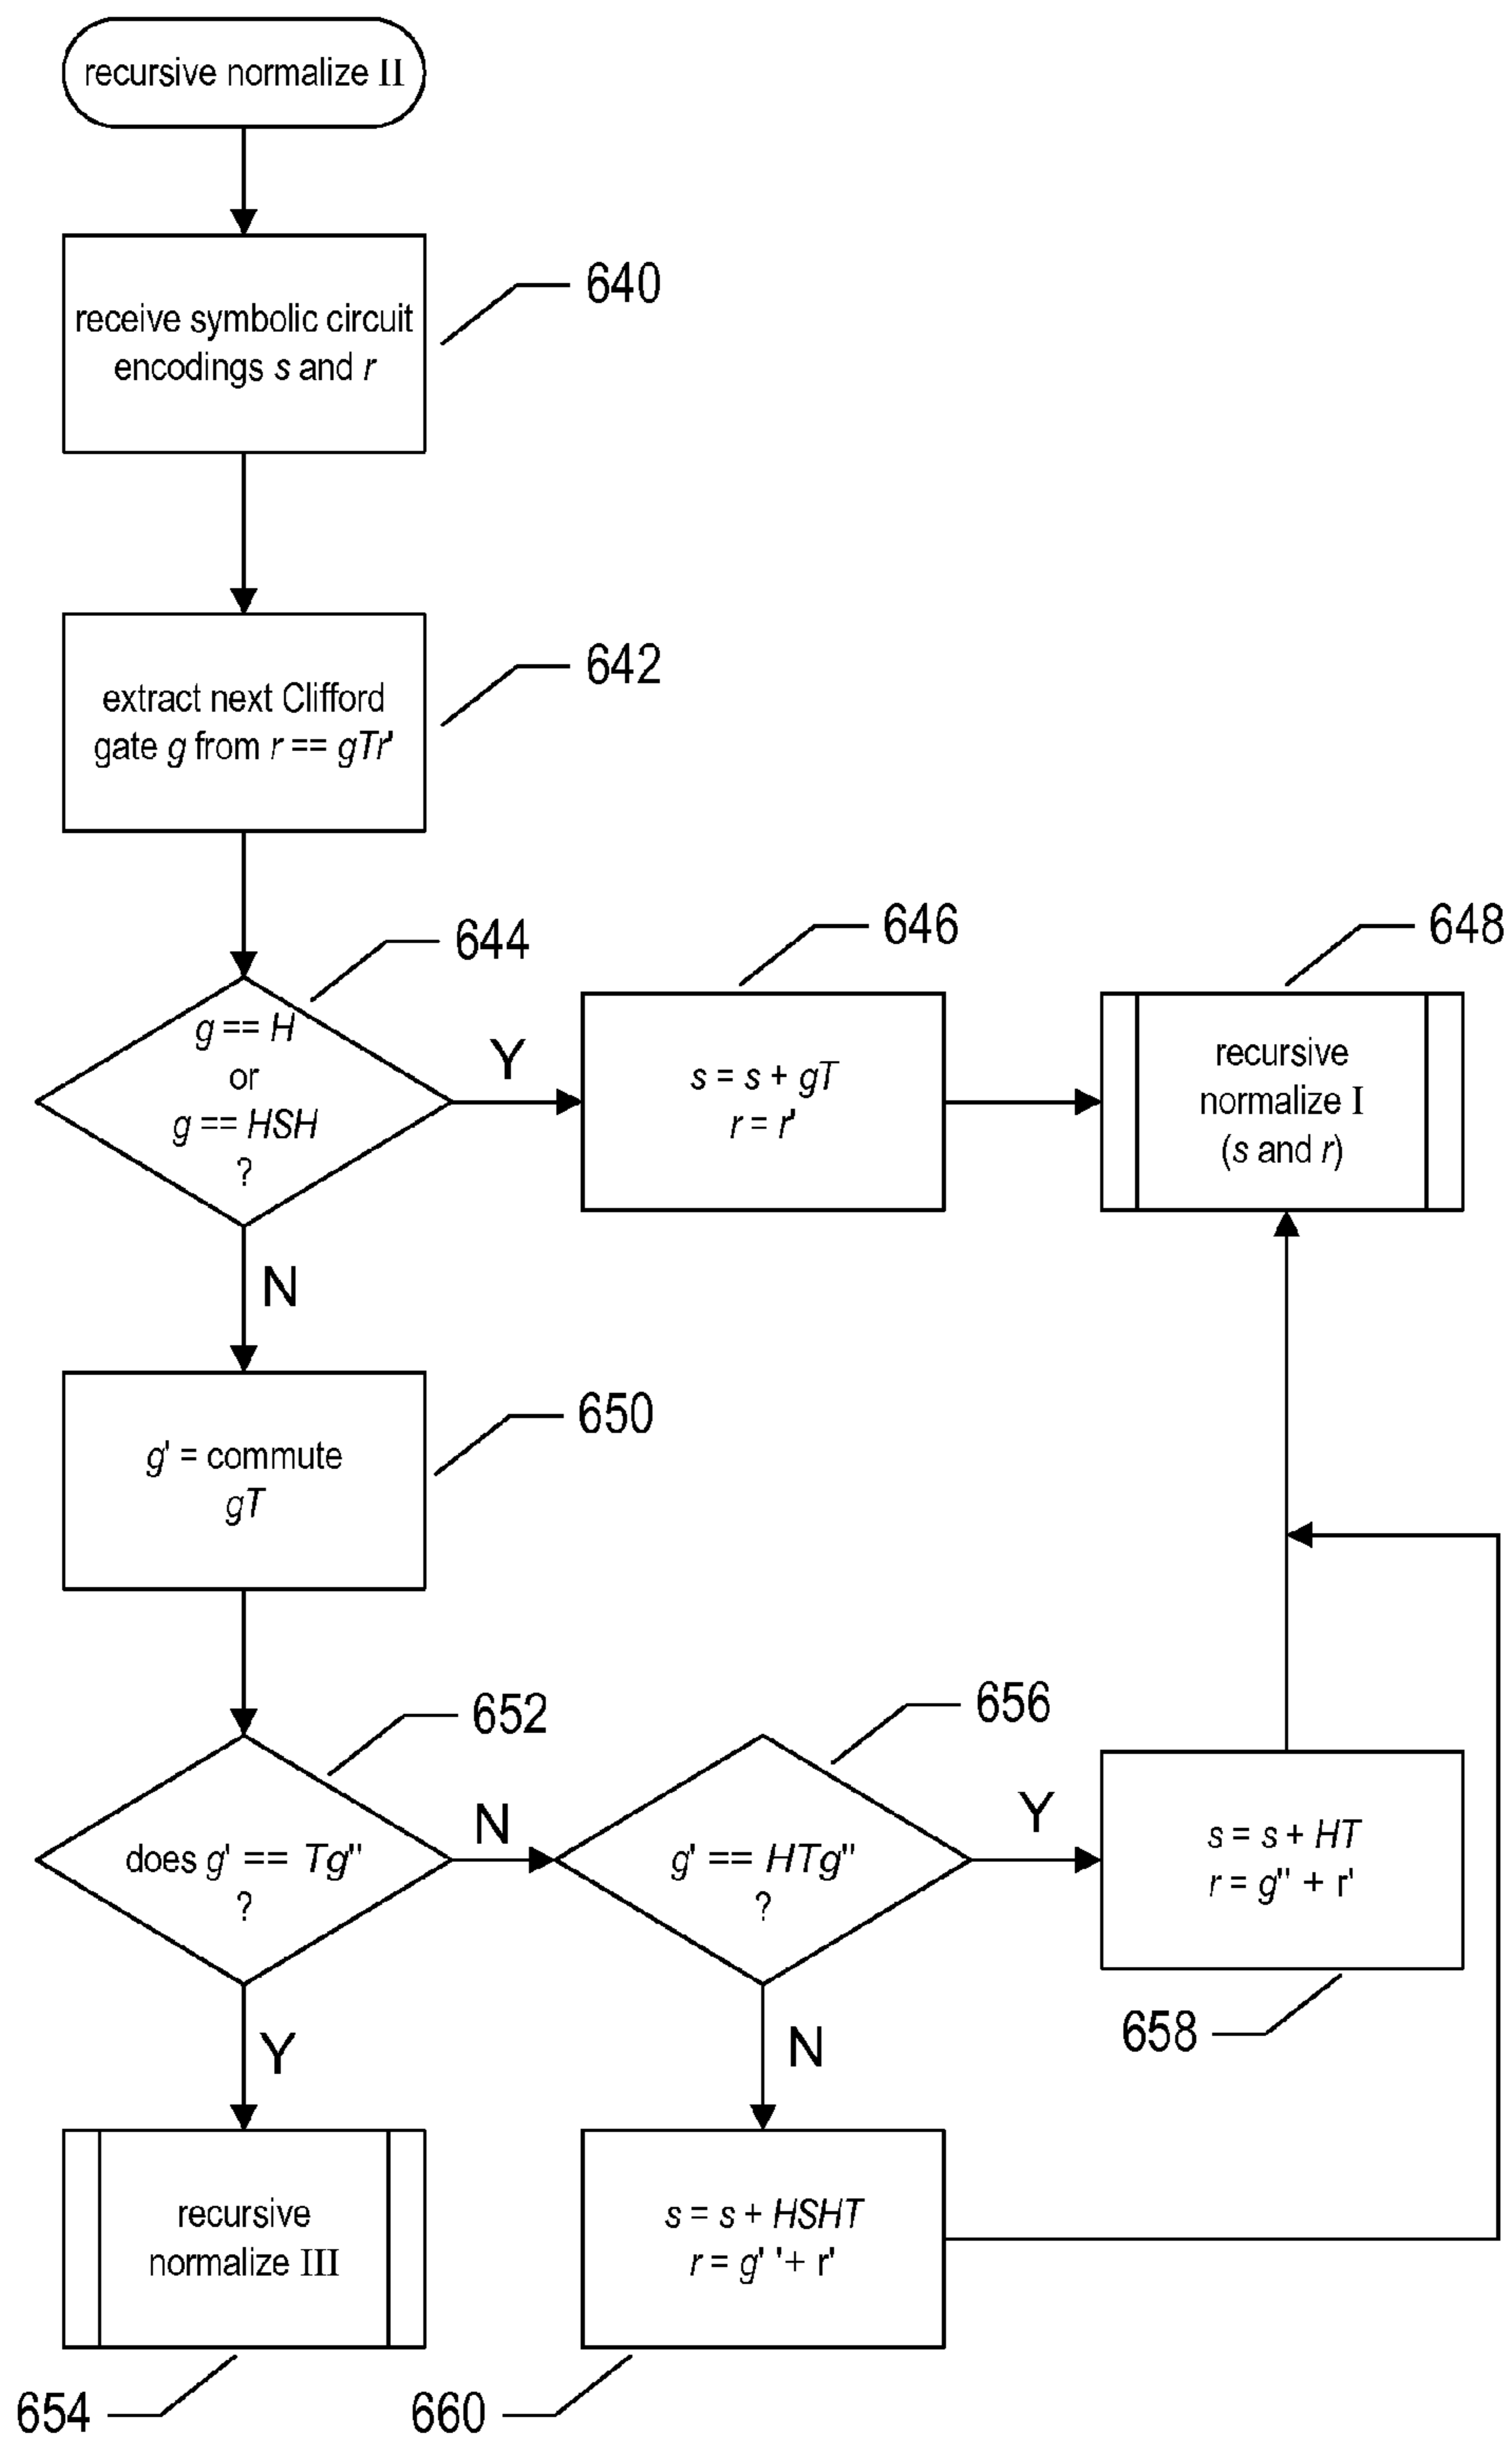 recursive normalize II
receive symbolic circuit
encodings s and r
640
extract next Clifford
gate g from r == gTr'
642
g == H
or
g == HSH
?
644
Y
N
s = s + gT
r = r'
646
recursive
normalize I
(s and r)
648
g' = commute
gT
650
does g' == Tg"
?
652
N
Y
g' == HTg"
?
656
Y
N
s = s + HT
r = g" + r'
658
recursive
normalize III
654
s = s + HSHT
r = g' '+ r'
660